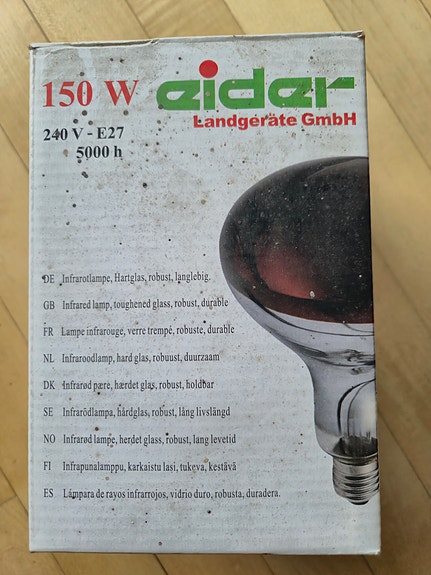 150 W eider
Landgeräte GmbH
240 V - E27
5000 h
DE Infrarotlampe, Hartglas, robust, langlebig.
GB Infrared lamp, toughened glass, robust, durable
FR Lampe infrarouge, verre trempé, robuste, durable
NL Infraroodlamp, hard glas, robuust, duurzaam
DK Infrarød pære, hærdet glas, robust, holdbar
SE Infrarödlampa, hårdglas, robust, lång livslängd
NO Infrarød lampe, herdet glass, robust, lang levetid
FI Infrapunalamppu, karkaistu lasi, tukeva, kestävä
ES Lámpara de rayos infrarrojos, vidrio duro, robusta, duradera.